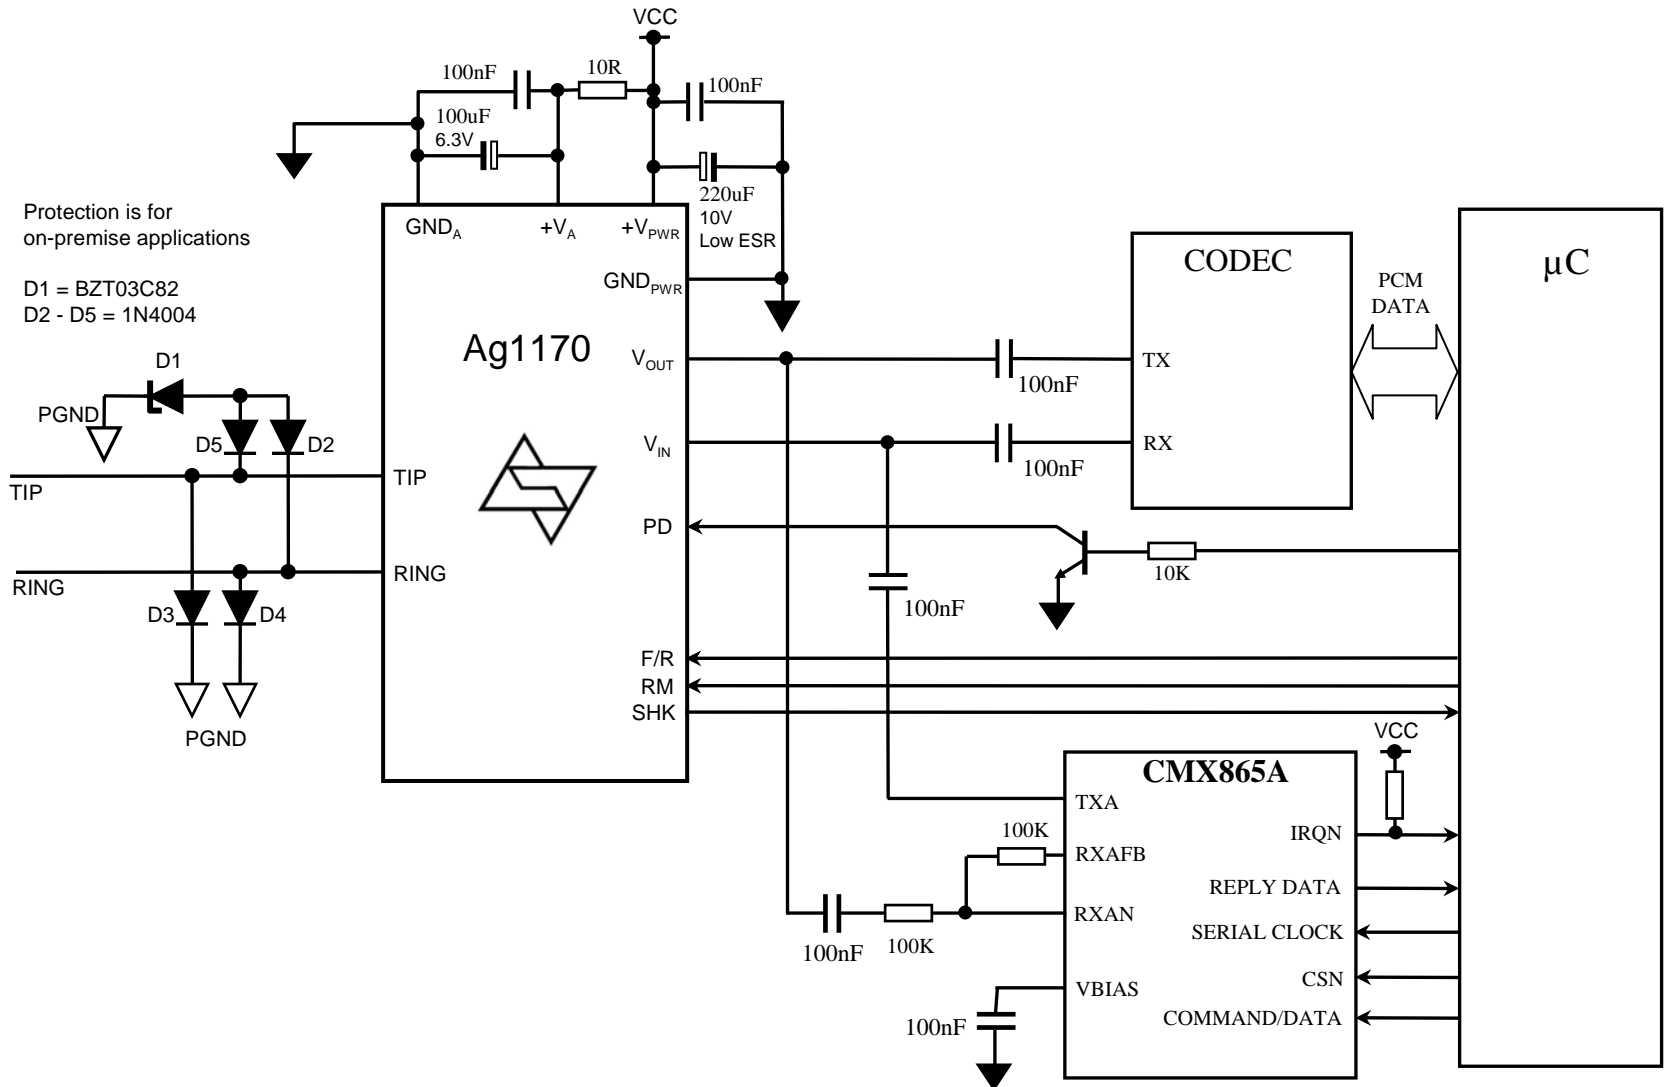 VCC
100nF
10R
100nF
100uF
6.3V
220uF
10V
Low ESR
Protection is for
on-premise applications
D1 = BZT03C82
D2 - D5 = 1N4004
GNDA
+VA
+VPWR
GNDPWR
Ag1170
VOUT
VIN
PD
F/R
RM
SHK
TIP
RING
D1
PGND
D5
D2
TIP
RING
D3
D4
PGND
CODEC
TX
RX
100nF
100nF
PCM
DATA
µC
10K
100nF
VCC
CMX865A
TXA
RXAFB
RXAN
VBIAS
IRQN
REPLY DATA
SERIAL CLOCK
CSN
COMMAND/DATA
100K
100nF
100K
100nF